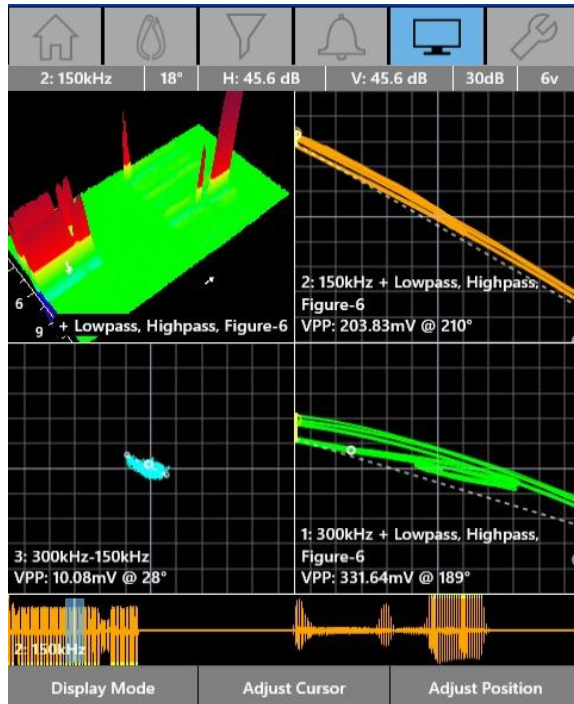 2: 150kHz 18° H: 45.6 dB V: 45.6 dB 30dB 6v
6
9
+ Lowpass, Highpass, Figure-6
2: 150kHz + Lowpass, Highpass,
Figure-6
VPP: 203.83mV @ 210°
3: 300kHz-150kHz
VPP: 10.08mV @ 28°
1: 300kHz + Lowpass, Highpass,
Figure-6
VPP: 331.64mV @ 189°
2: 150kHz
Display Mode Adjust Cursor Adjust Position